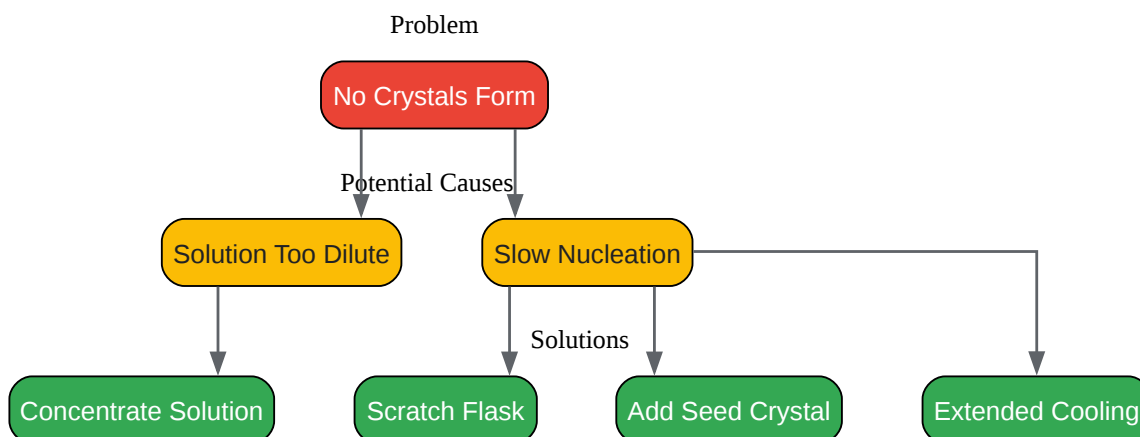 Problem
No Crystals Form
Potential Causes
Solution Too Dilute
Slow Nucleation
Solutions
Concentrate Solution
Scratch Flask
Add Seed Crystal
Extended Cooling